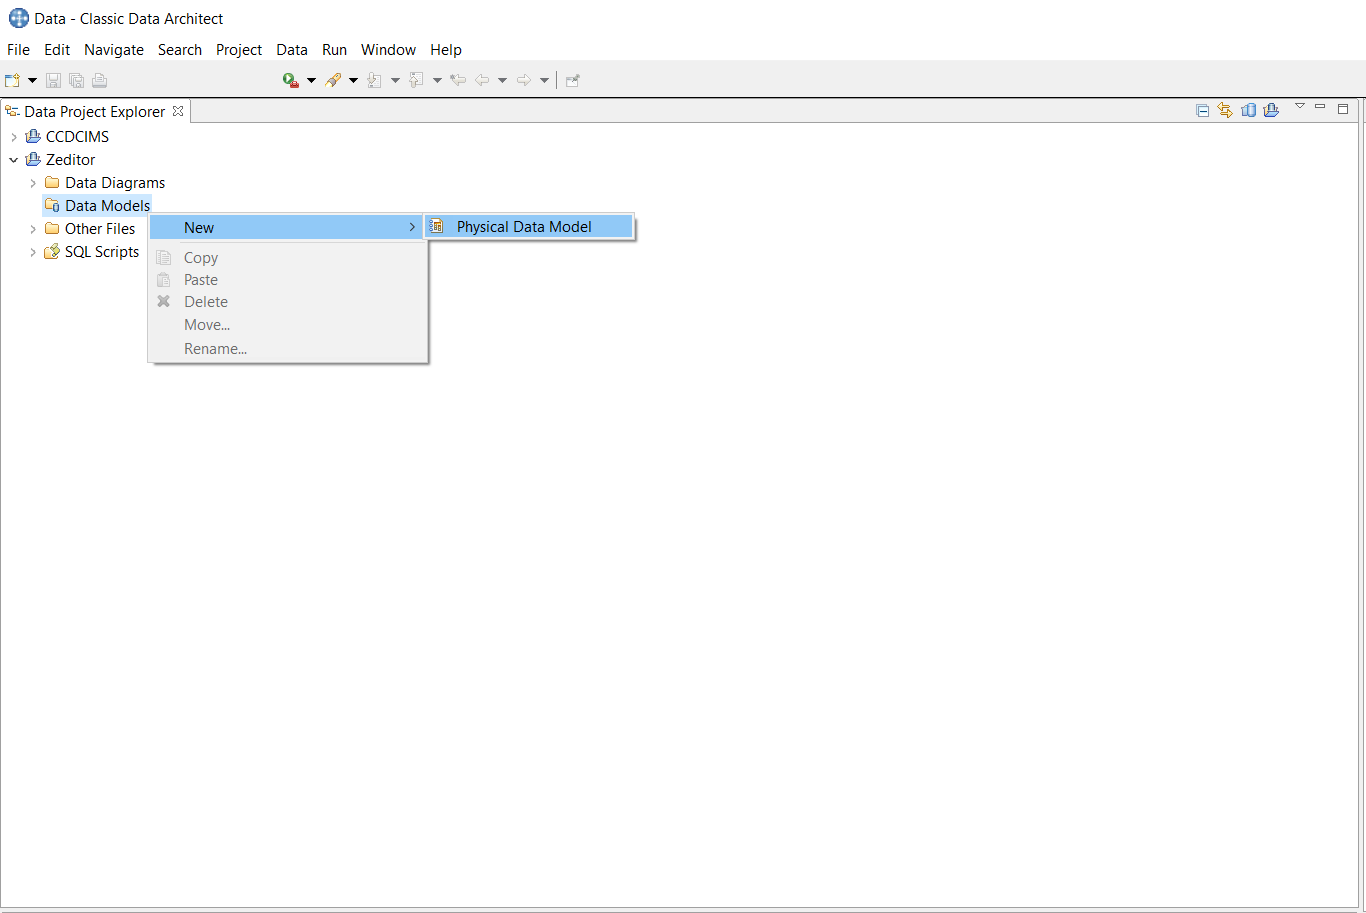 Data - Classic Data Architect
File Edit Navigate Search Project Data Run Window Help
Data Project Explorer
CCDCIMS
Zeditor
Data Diagrams
Data Models
Other Files
SQL Scripts
New
Physical Data Model
Copy
Paste
Delete
Move...
Rename...